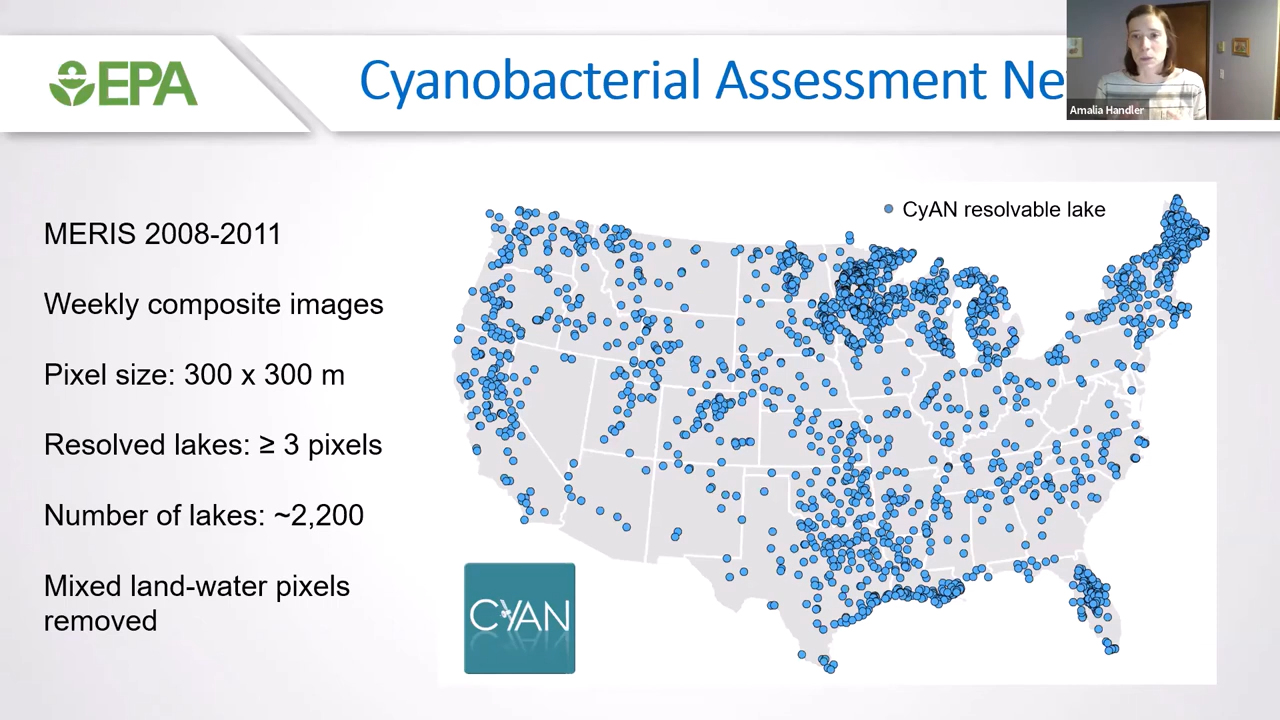 EPA
Cyanobacterial Assessment Ne
Amalia Handler
MERIS 2008-2011
Weekly composite images
Pixel size: 300 x 300 m
Resolved lakes: ≥ 3 pixels
Number of lakes: ~2,200
Mixed land-water pixels
removed
CyAN resolvable lake
CYAN